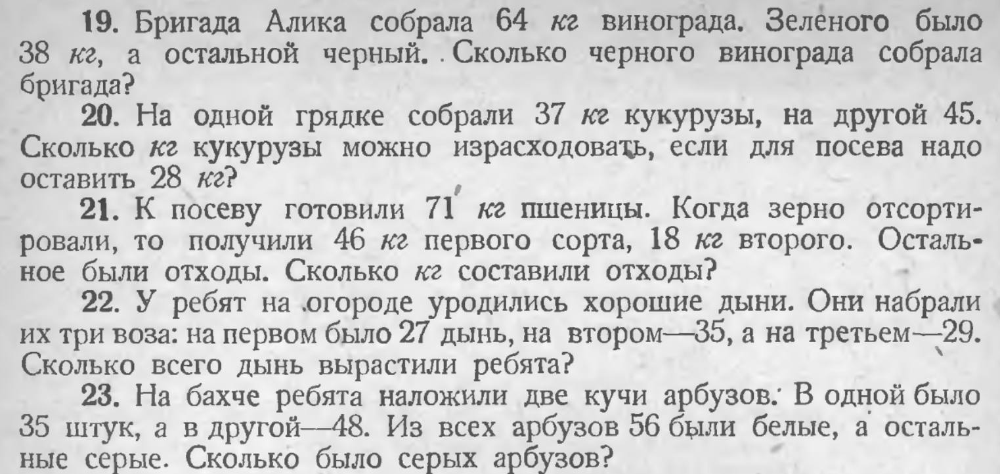 19. Бригада Алика собрала 64 кг винограда. Зелёного было
38 кг, а остальной черный. Сколько черного винограда собрала
бригада?
20. На одной грядке собрали 37 кг кукурузы, на другой 45.
Сколько кг кукурузы можно израсходовать, если для посева надо
оставить 28 кг?
21. К посеву готовили 71 кг пшеницы. Когда зерно отсорти-
ровали, то получили 46 кг первого сорта, 18 кг второго. Осталь-
ное были отходы. Сколько кг составили отходы?
22. У ребят на огороде уродились хорошие дыни. Они набрали
их три воза: на первом было 27 дынь, на втором—35, а на третьем—29.
Сколько всего дынь вырастили ребята?
23. На бахче ребята наложили две кучи арбузов. В одной было
35 штук, а в другой—48. Из всех арбузов 56 были белые, а осталь-
ные серые. Сколько было серых арбузов?